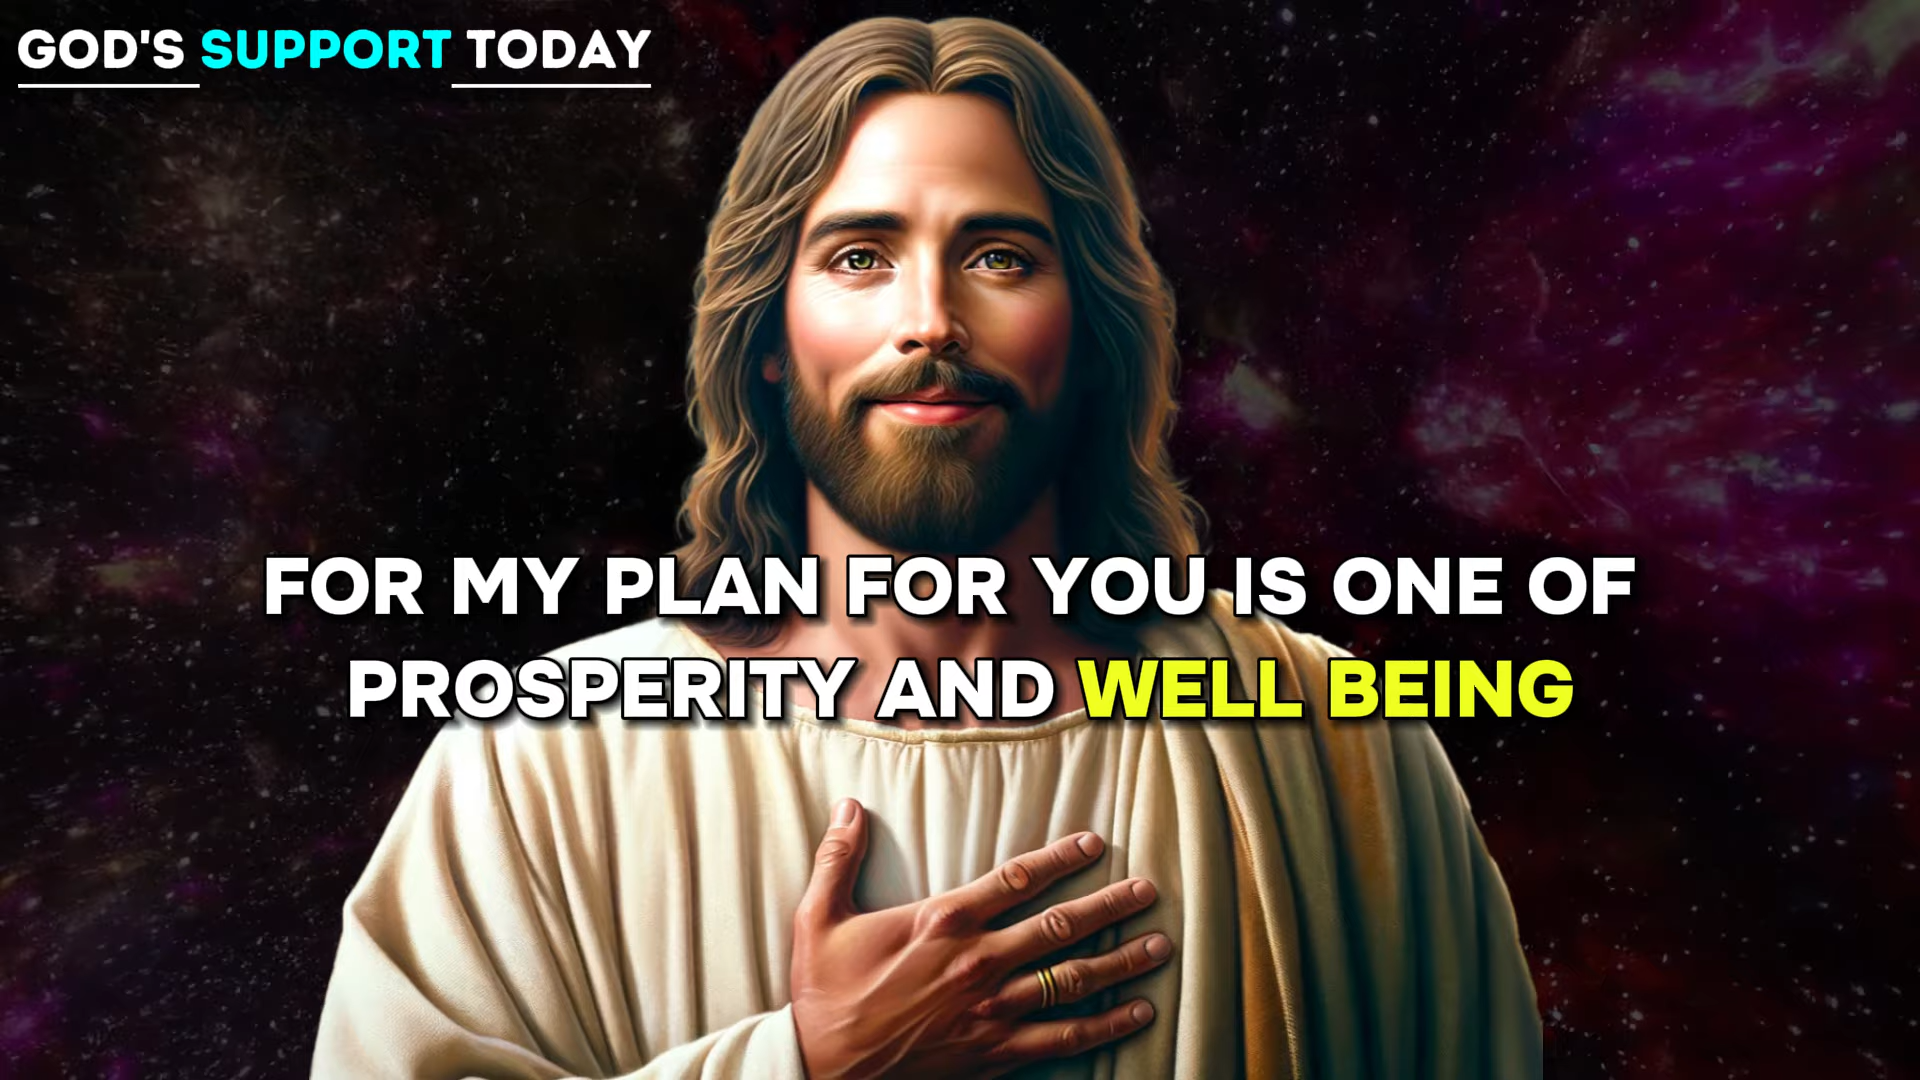 GOD'S SUPPORT TODAY
FOR MY PLAN FOR YOU IS ONE OF
PROSPERITY AND WELL BEING